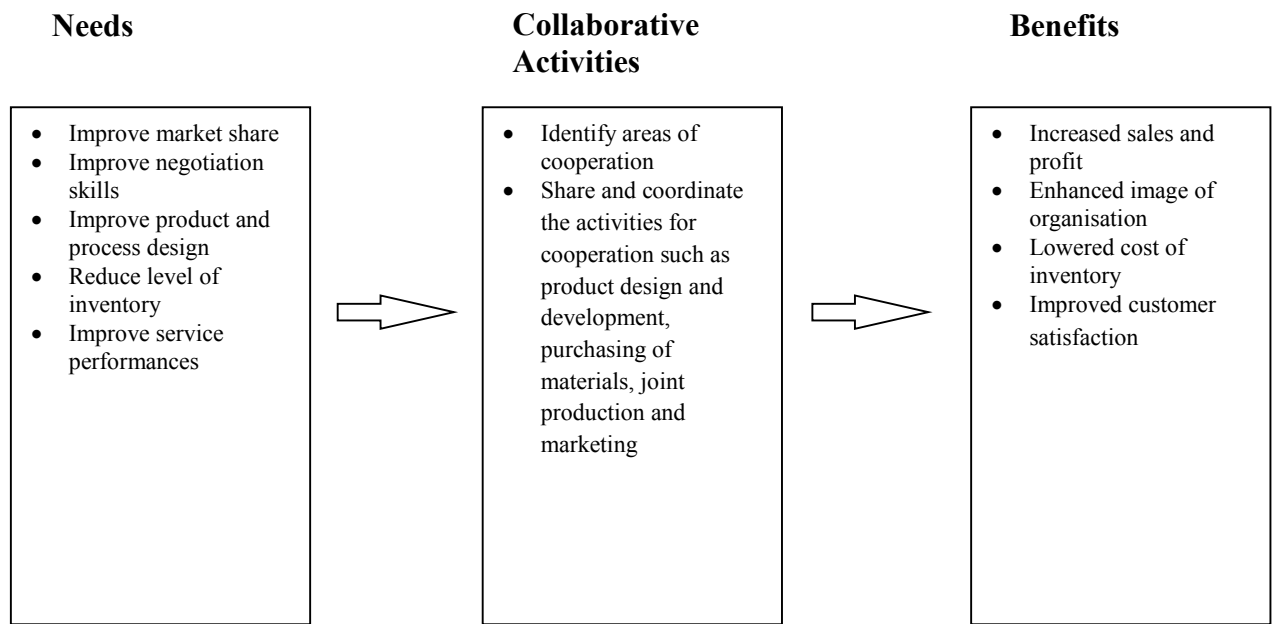 Needs
Collaborative
Activities
Benefits
• Improve market share
• Improve negotiation
skills
• Improve product and
process design
• Reduce level of
inventory
• Improve service
performances
• Identify areas of
cooperation
• Share and coordinate
the activities for
cooperation such as
product design and
development,
purchasing of
materials, joint
production and
marketing
• Increased sales and
profit
• Enhanced image of
organisation
• Lowered cost of
inventory
• Improved customer
satisfaction